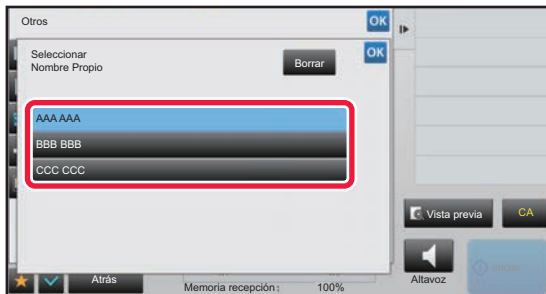 Otros
OK
Seleccionar
Nombre Propio
Borrar
OK
AAA AAA
BBB BBB
CCC CCC
Vista previa
CA
Atrás
Memoria recepción:
100%
Altavoz